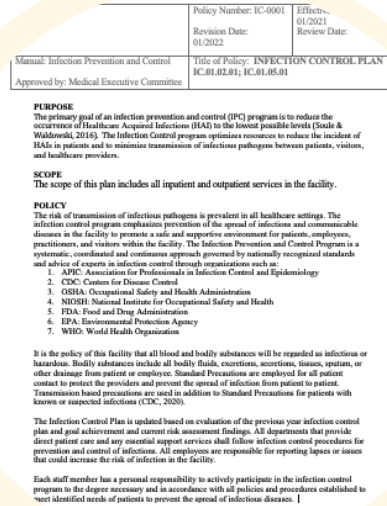 Policy Number: IC-0001
Effective
01/2021
Revision Date:
01/2022
Review Date:
Manual: Infection Prevention and Control
Approved by: Medical Executive Committee
Title of Policy: INFECTION CONTROL PLAN
IC.01.02.01; IC.01.05.01
PURPOSE
The primary goal of an infection prevention and control (IPC) program is to reduce the
occurrence of Healthcare Acquired Infections (HAI) to the lowest possible levels (Soule &
Waldowski, 2016). The Infection Control program optimizes resources to reduce the incident of
HAIs in patients and to minimize transmission of infectious pathogens between patients, visitors,
and healthcare providers.
SCOPE
The scope of this plan includes all inpatient and outpatient services in the facility.
POLICY
The risk of transmission of infectious pathogens is prevalent in all healthcare settings. The
infection control program emphasizes prevention of the spread of infections and communicable
diseases in the facility to promote a safe and supportive environment for patients, employees,
practitioners, and visitors within the facility. The Infection Prevention and Control Program is a
systematic, coordinated and continuous approach governed by nationally recognized standards
and advice of experts in infection control through organizations such as:
1. APIC: Association for Professionals in Infection Control and Epidemiology
2. CDC: Centers for Disease Control
3. OSHA: Occupational Safety and Health Administration
4. NIOSH: National Institute for Occupational Safety and Health
5. FDA: Food and Drug Administration
6. EPA: Environmental Protection Agency
7. WHO: World Health Organization
It is the policy of this facility that all blood and bodily substances will be regarded as infectious or
hazardous. Bodily substances include all bodily fluids, excretions, secretions, tissues, sputum, or
other drainage from patient or employee. Standard Precautions are employed for all patient
contact to protect the providers and prevent the spread of infection from patient to patient.
Transmission based precautions are used in addition to Standard Precautions for patients with
known or suspected infections (CDC, 2020).
The Infection Control Plan is updated based on evaluation of the previous year infection control
plan and goal achievement and current risk assessment findings. All departments that provide
direct patient care and any essential support services shall follow infection control procedures for
prevention and control of infections. All employees are responsible for reporting lapses or issues
that could increase the risk of infection in the facility.
Each staff member has a personal responsibility to actively participate in the infection control
program to the degree necessary and in accordance with all policies and procedures established to
meet identified needs of patients to prevent the spread of infectious diseases.